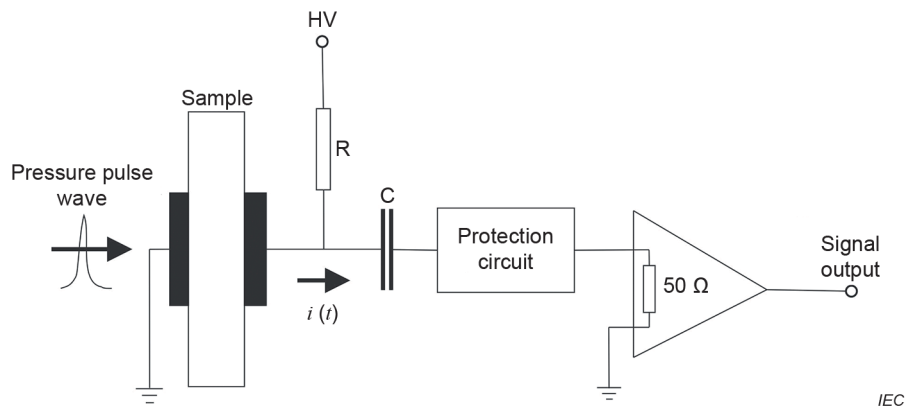 HV
Sample
R
Pressure pulse
wave
C
Protection
circuit
50 Ω
Signal
output
i (t)
IEC